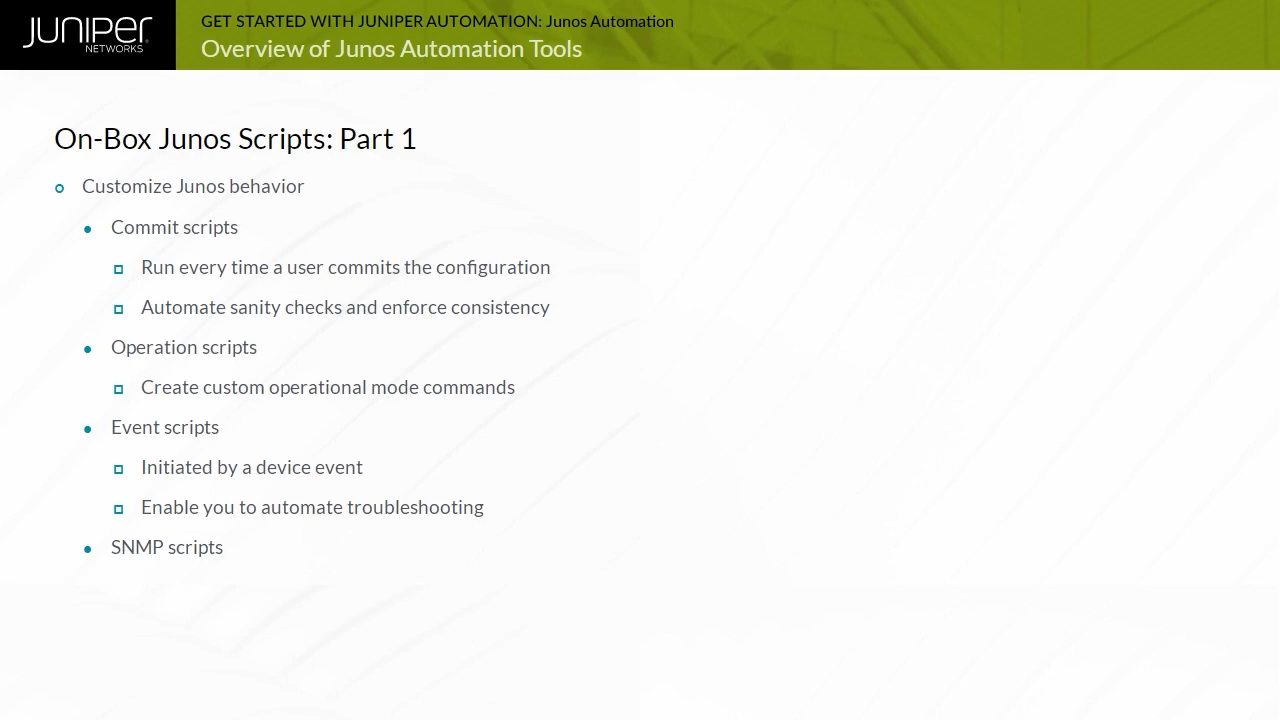 JUNIPEr
NETWORKS
GET STARTED WITH JUNIPER AUTOMATION: Junos Automation
Overview of Junos Automation Tools
On-Box Junos Scripts: Part 1
Customize Junos behavior
Commit scripts
Run every time a user commits the configuration
Automate sanity checks and enforce consistency
Operation scripts
Create custom operational mode commands
Event scripts
Initiated by a device event
Enable you to automate troubleshooting
SNMP scripts